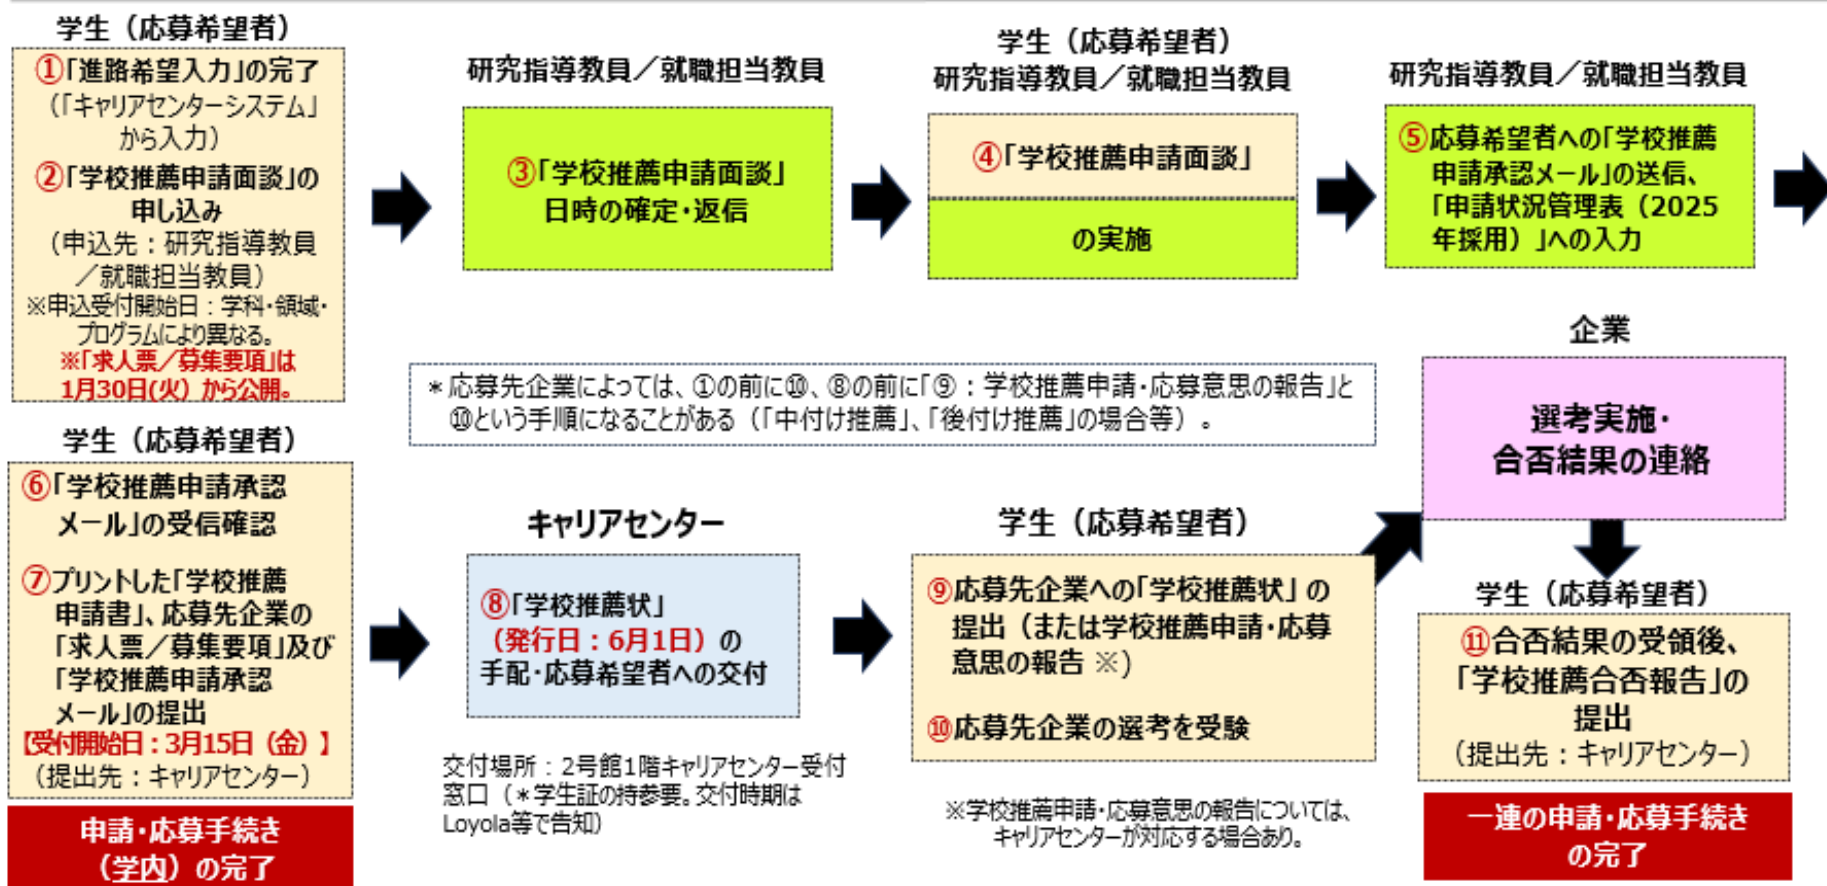 学生（応募希望者）
①「進路希望入力」の完了
（「キャリアセンターシステム」
から入力）
②「学校推薦申請面談」の
申し込み
（申込先：研究指導教員
／就職担当教員）
※申込受付開始日：学科・領域・
プログラムにより異なる。
※「求人票／募集要項」は
1月30日(火）から公開。
研究指導教員／就職担当教員
③「学校推薦申請面談」
日時の確定・返信
学生（応募希望者）
研究指導教員／就職担当教員
④「学校推薦申請面談」
の実施
研究指導教員／就職担当教員
⑤応募希望者への「学校推薦
申請承認メール」の送信、
「申請状況管理表（2025
年採用）」への入力
＊応募先企業によっては、①の前に⑩、⑧の前に「⑨：学校推薦申請・応募意思の報告」と
⑩という手順になることがある（「中付け推薦」、「後付け推薦」の場合等）。
学生（応募希望者）
⑥「学校推薦申請承認
メール」の受信確認
⑦プリントした「学校推薦
申請書」、応募先企業の
「求人票／募集要項」及び
「学校推薦申請承認
メール」の提出
【受付開始日：3月15日（金）】
（提出先：キャリアセンター）
申請・応募手続き
（学内）の完了
キャリアセンター
⑧「学校推薦状」
（発行日：6月1日）の
手配・応募希望者への交付
交付場所：2号館1階キャリアセンター受付
窓口（＊学生証の持参要。交付時期は
Loyola等で告知）
学生（応募希望者）
⑨応募先企業への「学校推薦状」の
提出（または学校推薦申請・応募
意思の報告 ※)
⑩応募先企業の選考を受験
※学校推薦申請・応募意思の報告については、
キャリアセンターが対応する場合あり。
企業
選考実施・
合否結果の連絡
学生（応募希望者）
⑪合否結果の受領後、
「学校推薦合否報告」の
提出
（提出先：キャリアセンター）
一連の申請・応募手続き
の完了